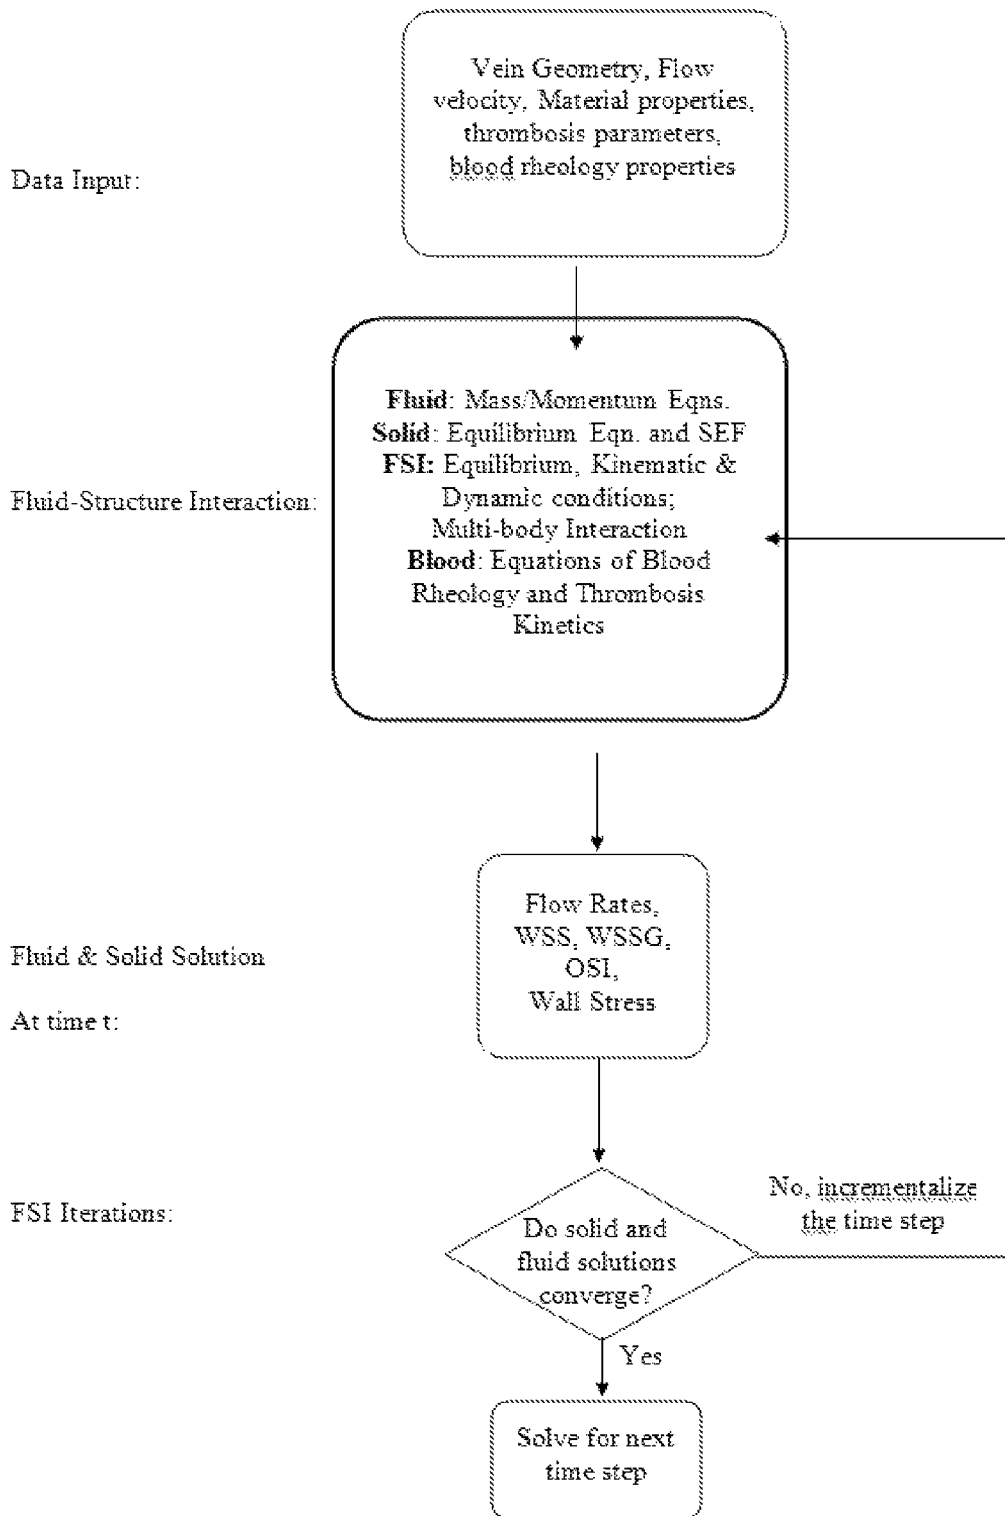 Vein Geometry, Flow
velocity, Material properties,
thrombosis parameters,
blood rheology properties
Data Input:
Fluid: Mass/Momentum Eqns.
Solid: Equilibrium Eqn. and SEF
FSI: Equilibrium, Kinematic &
Dynamic conditions;
Multi-body Interaction
Blood: Equations of Blood
Rheology and Thrombosis
Kinetics
Fluid-Structure Interaction:
Flow Rates,
WSS, WSSG,
OSI,
Wall Stress
Fluid & Solid Solution
At time t:
FSI Iterations:
Do solid and
fluid solutions
converge?
No, incrementalize
the time step
Yes
Solve for next
time step